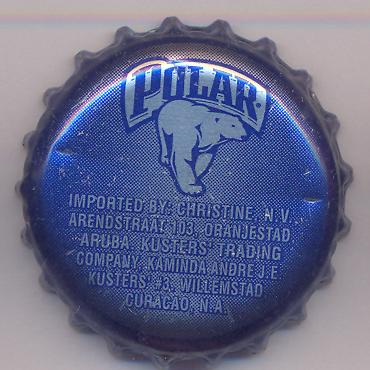 POLAR
IMPORTED BY: CHRISTINE, N.V.
ARENDSTRAAT 103, ORANJESTAD,
ARUBA. KUSTERS' TRADING
COMPANY, KAMINDA ANDRE J.E.
KUSTERS #3, WILLEMSTAD
CURACAO, N.A.